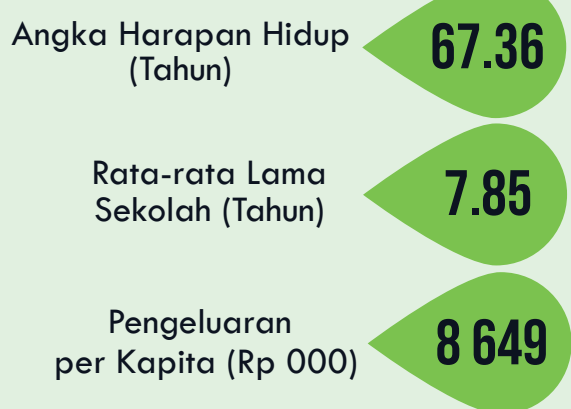 Angka Harapan Hidup
(Tahun)
67.36
Rata-rata Lama
Sekolah (Tahun)
7.85
Pengeluaran
per Kapita (Rp 000)
8 649